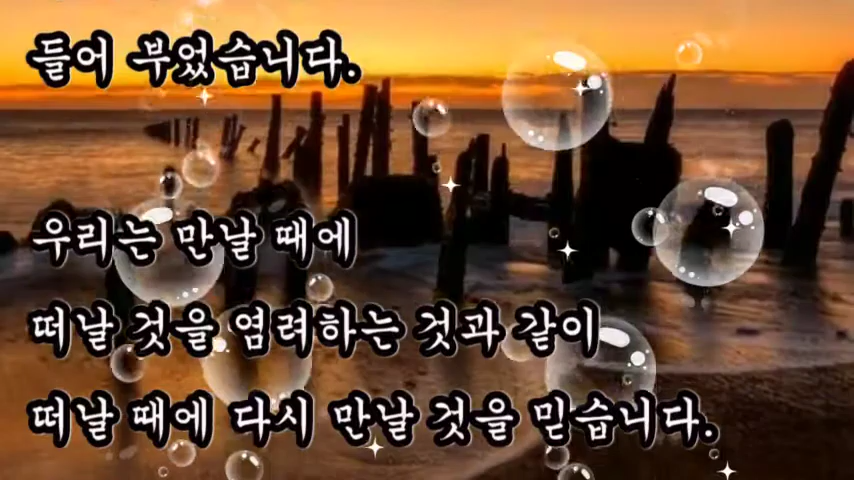 들어 부었습니다.
우리는 만날 때에
떠날 것을 염려하는 것과 같이
떠날 때에 다시 만날 것을 믿습니다.